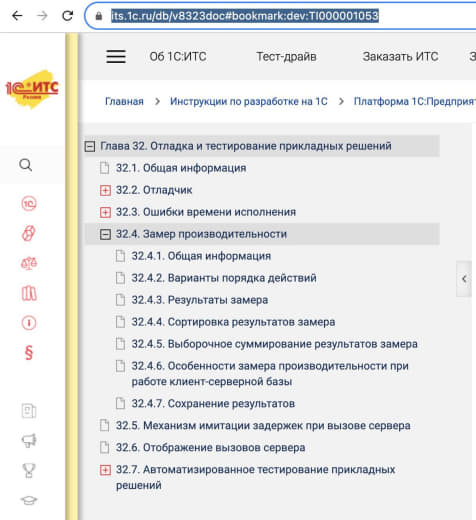 its.1c.ru/db/v8323doc#bookmark:dev:TI000001053
1С ИТС
Об 1С:ИТС Тест-драйв Заказать ИТС З
Главная > Инструкции по разработке на 1С > Платформа 1С:Предприят
Глава 32. Отладка и тестирование прикладных решений
32.1. Общая информация
32.2. Отладчик
32.3. Ошибки времени исполнения
32.4. Замер производительности
32.4.1. Общая информация
32.4.2. Варианты порядка действий
32.4.3. Результаты замера
32.4.4. Сортировка результатов замера
32.4.5. Выборочное суммирование результатов замера
32.4.6. Особенности замера производительности при
работе клиент-серверной базы
32.4.7. Сохранение результатов
32.5. Механизм имитации задержек при вызове сервера
32.6. Отображение вызовов сервера
32.7. Автоматизированное тестирование прикладных
решений